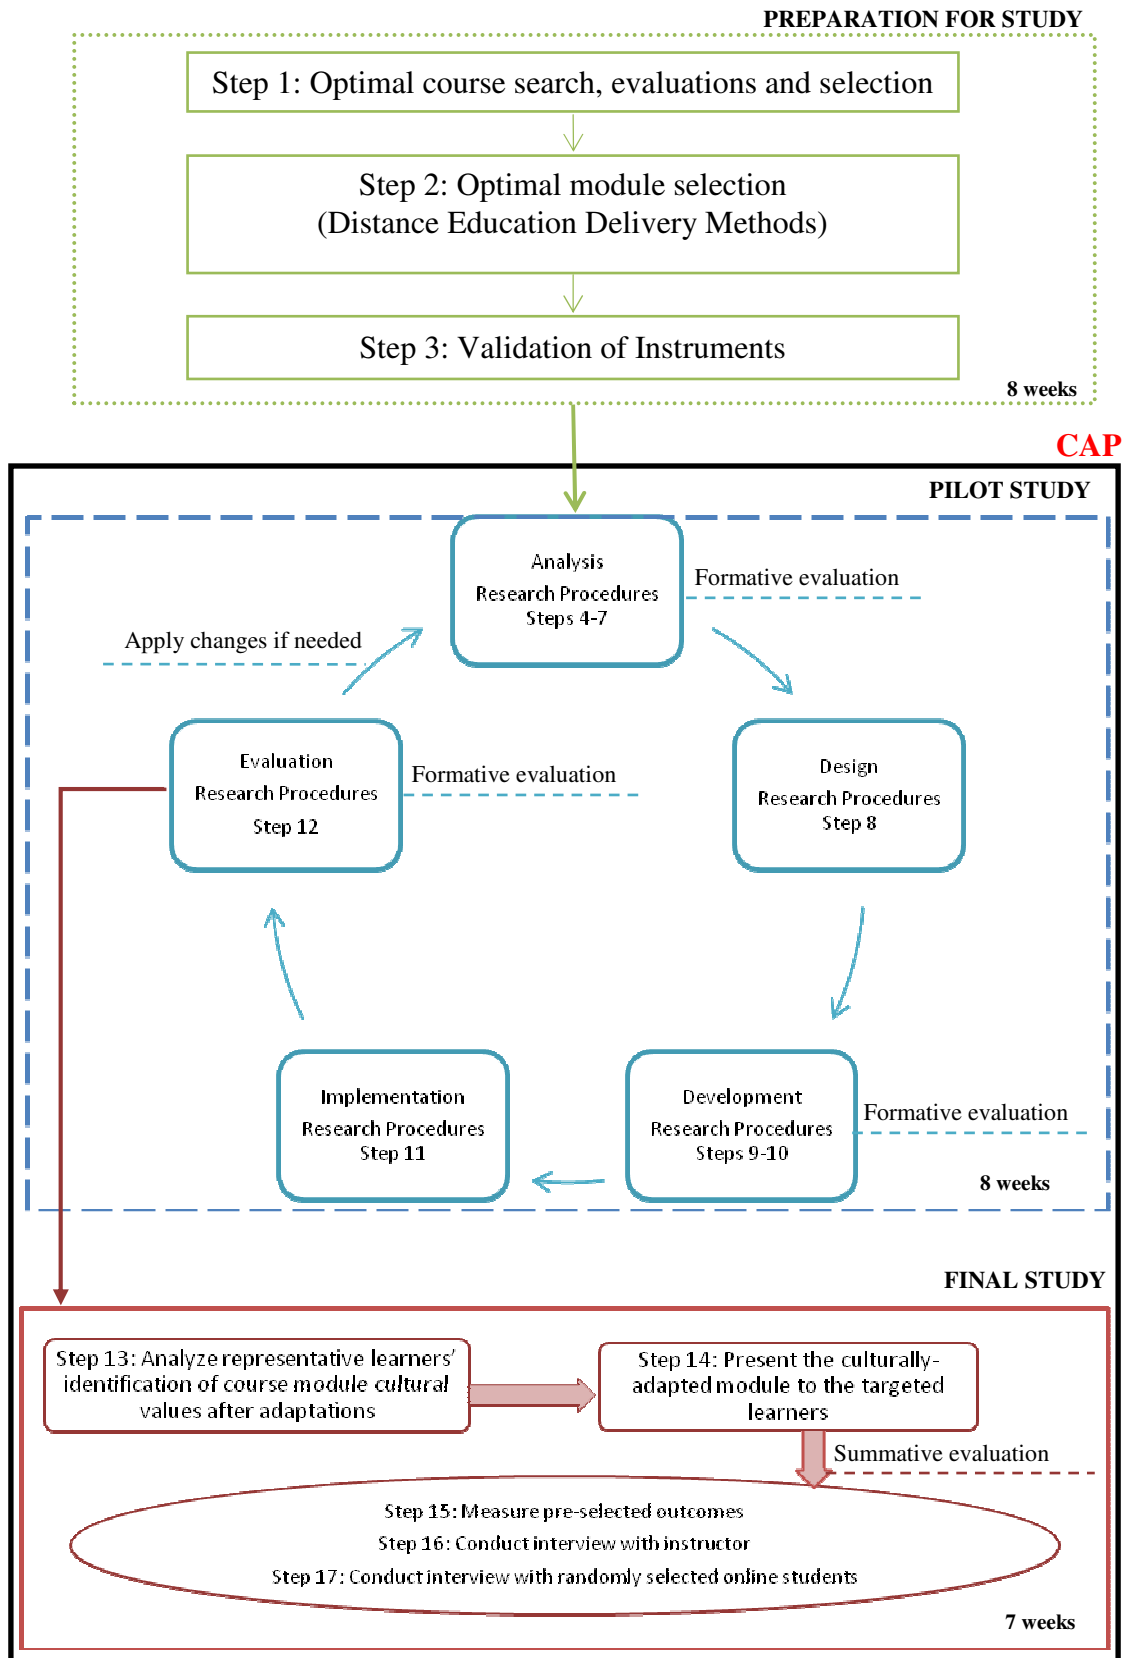 PREPARATION FOR STUDY
Step 1: Optimal course search, evaluations and selection
Step 2: Optimal module selection
(Distance Education Delivery Methods)
Step 3: Validation of Instruments
8 weeks
CAP
PILOT STUDY
Analysis
Research Procedures
Steps 4-7
Formative evaluation
Apply changes if needed
Evaluation
Research Procedures
Step 12
Formative evaluation
Design
Research Procedures
Step 8
Implementation
Research Procedures
Step 11
Development
Research Procedures
Steps 9-10
Formative evaluation
8 weeks
FINAL STUDY
Step 13: Analyze representative learners'
identification of course module cultural
values after adaptations
Step 14: Present the culturally-
adapted module to the targeted
learners
Summative evaluation
Step 15: Measure pre-selected outcomes
Step 16: Conduct interview with instructor
Step 17: Conduct interview with randomly selected online students
7 weeks